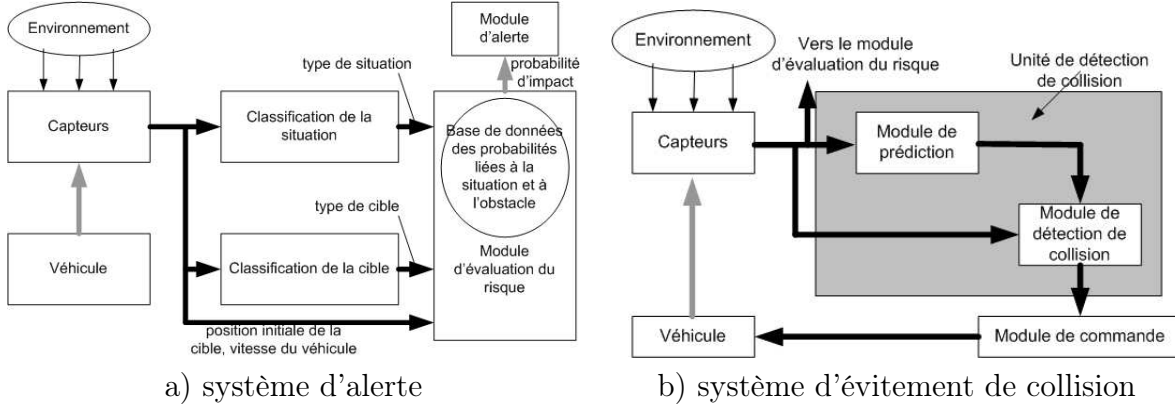 Environnement
Module
d'alerte
type de situation
probabilité
d'impact
Capteurs
Classification de la
situation
Base de données
des probabilités
liées à la
situation et à
l'obstacle
type de cible
Véhicule
Classification de la cible
Module
d'évaluation du
risque
position initiale de la
cible, vitesse du véhicule
a) système d'alerte
Environnement
Vers le module
d'évaluation du risque
Unité de détection
de collision
Capteurs
Module de
prédiction
Module de
détection de
collision
Véhicule
Module de commande
b) système d'évitement de collision